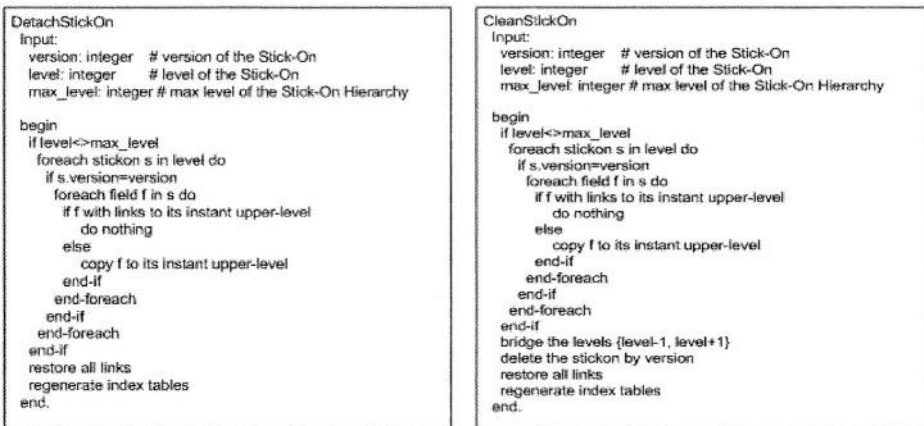 DetachStickOn
Input:
version: integer # version of the Stick-On
level: integer # level of the Stick-On
max_level: integer # max level of the Stick-On Hierarchy
begin
if level<>max_level
foreach stickon s in level do
if s.version=version
foreach field f in s do
if f with links to its instant upper-level
do nothing
else
copy f to its instant upper-level
end-if
end-foreach
end-if
end-foreach
end-if
restore all links
regenerate index tables
end.
CleanStickOn
Input:
version: integer # version of the Stick-On
level: integer # level of the Stick-On
max_level: integer # max level of the Stick-On Hierarchy
begin
if level<>max_level
foreach stickon s in level do
if s.version=version
foreach field f in s do
if f with links to its instant upper-level
do nothing
else
copy f to its instant upper-level
end-if
end-foreach
end-if
end-foreach
end-if
bridge the levels {level-1, level+1}
delete the stickon by version
restore all links
regenerate index tables
end.